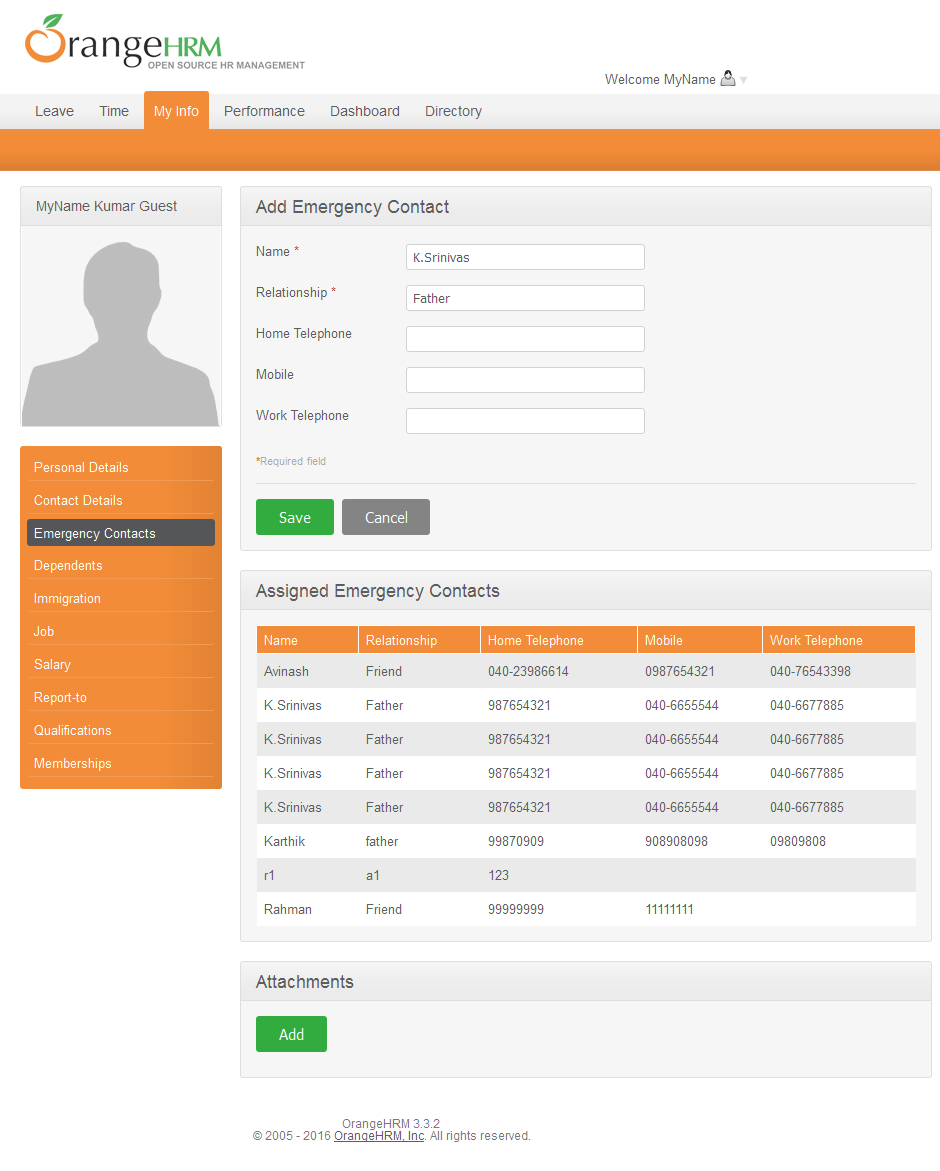 OrangeHRM
OPEN SOURCE HR MANAGEMENT
Welcome MyName
Leave Time My Info Performance Dashboard Directory
MyName Kumar Guest
Personal Details
Contact Details
Emergency Contacts
Dependents
Immigration
Job
Salary
Report-to
Qualifications
Memberships
Add Emergency Contact
Name * K.Srinivas
Relationship * Father
Home Telephone
Mobile
Work Telephone
*Required field
Save Cancel
Assigned Emergency Contacts
Name Relationship Home Telephone Mobile Work Telephone
Avinash Friend 040-23986614 0987654321 040-76543398
K.Srinivas Father 987654321 040-6655544 040-6677885
K.Srinivas Father 987654321 040-6655544 040-6677885
K.Srinivas Father 987654321 040-6655544 040-6677885
K.Srinivas Father 987654321 040-6655544 040-6677885
Karthik father 99870909 908908098 09809808
r1 a1 123
Rahman Friend 99999999 11111111
Attachments
Add
OrangeHRM 3.3.2
© 2005 - 2016 OrangeHRM, Inc. All rights reserved.